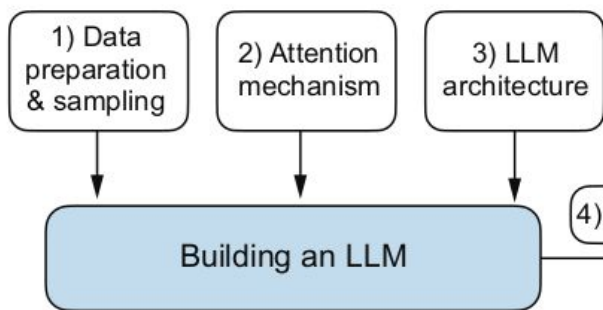 1) Data
preparation
& sampling
2) Attention
mechanism
3) LLM
architecture
4)
Building an LLM